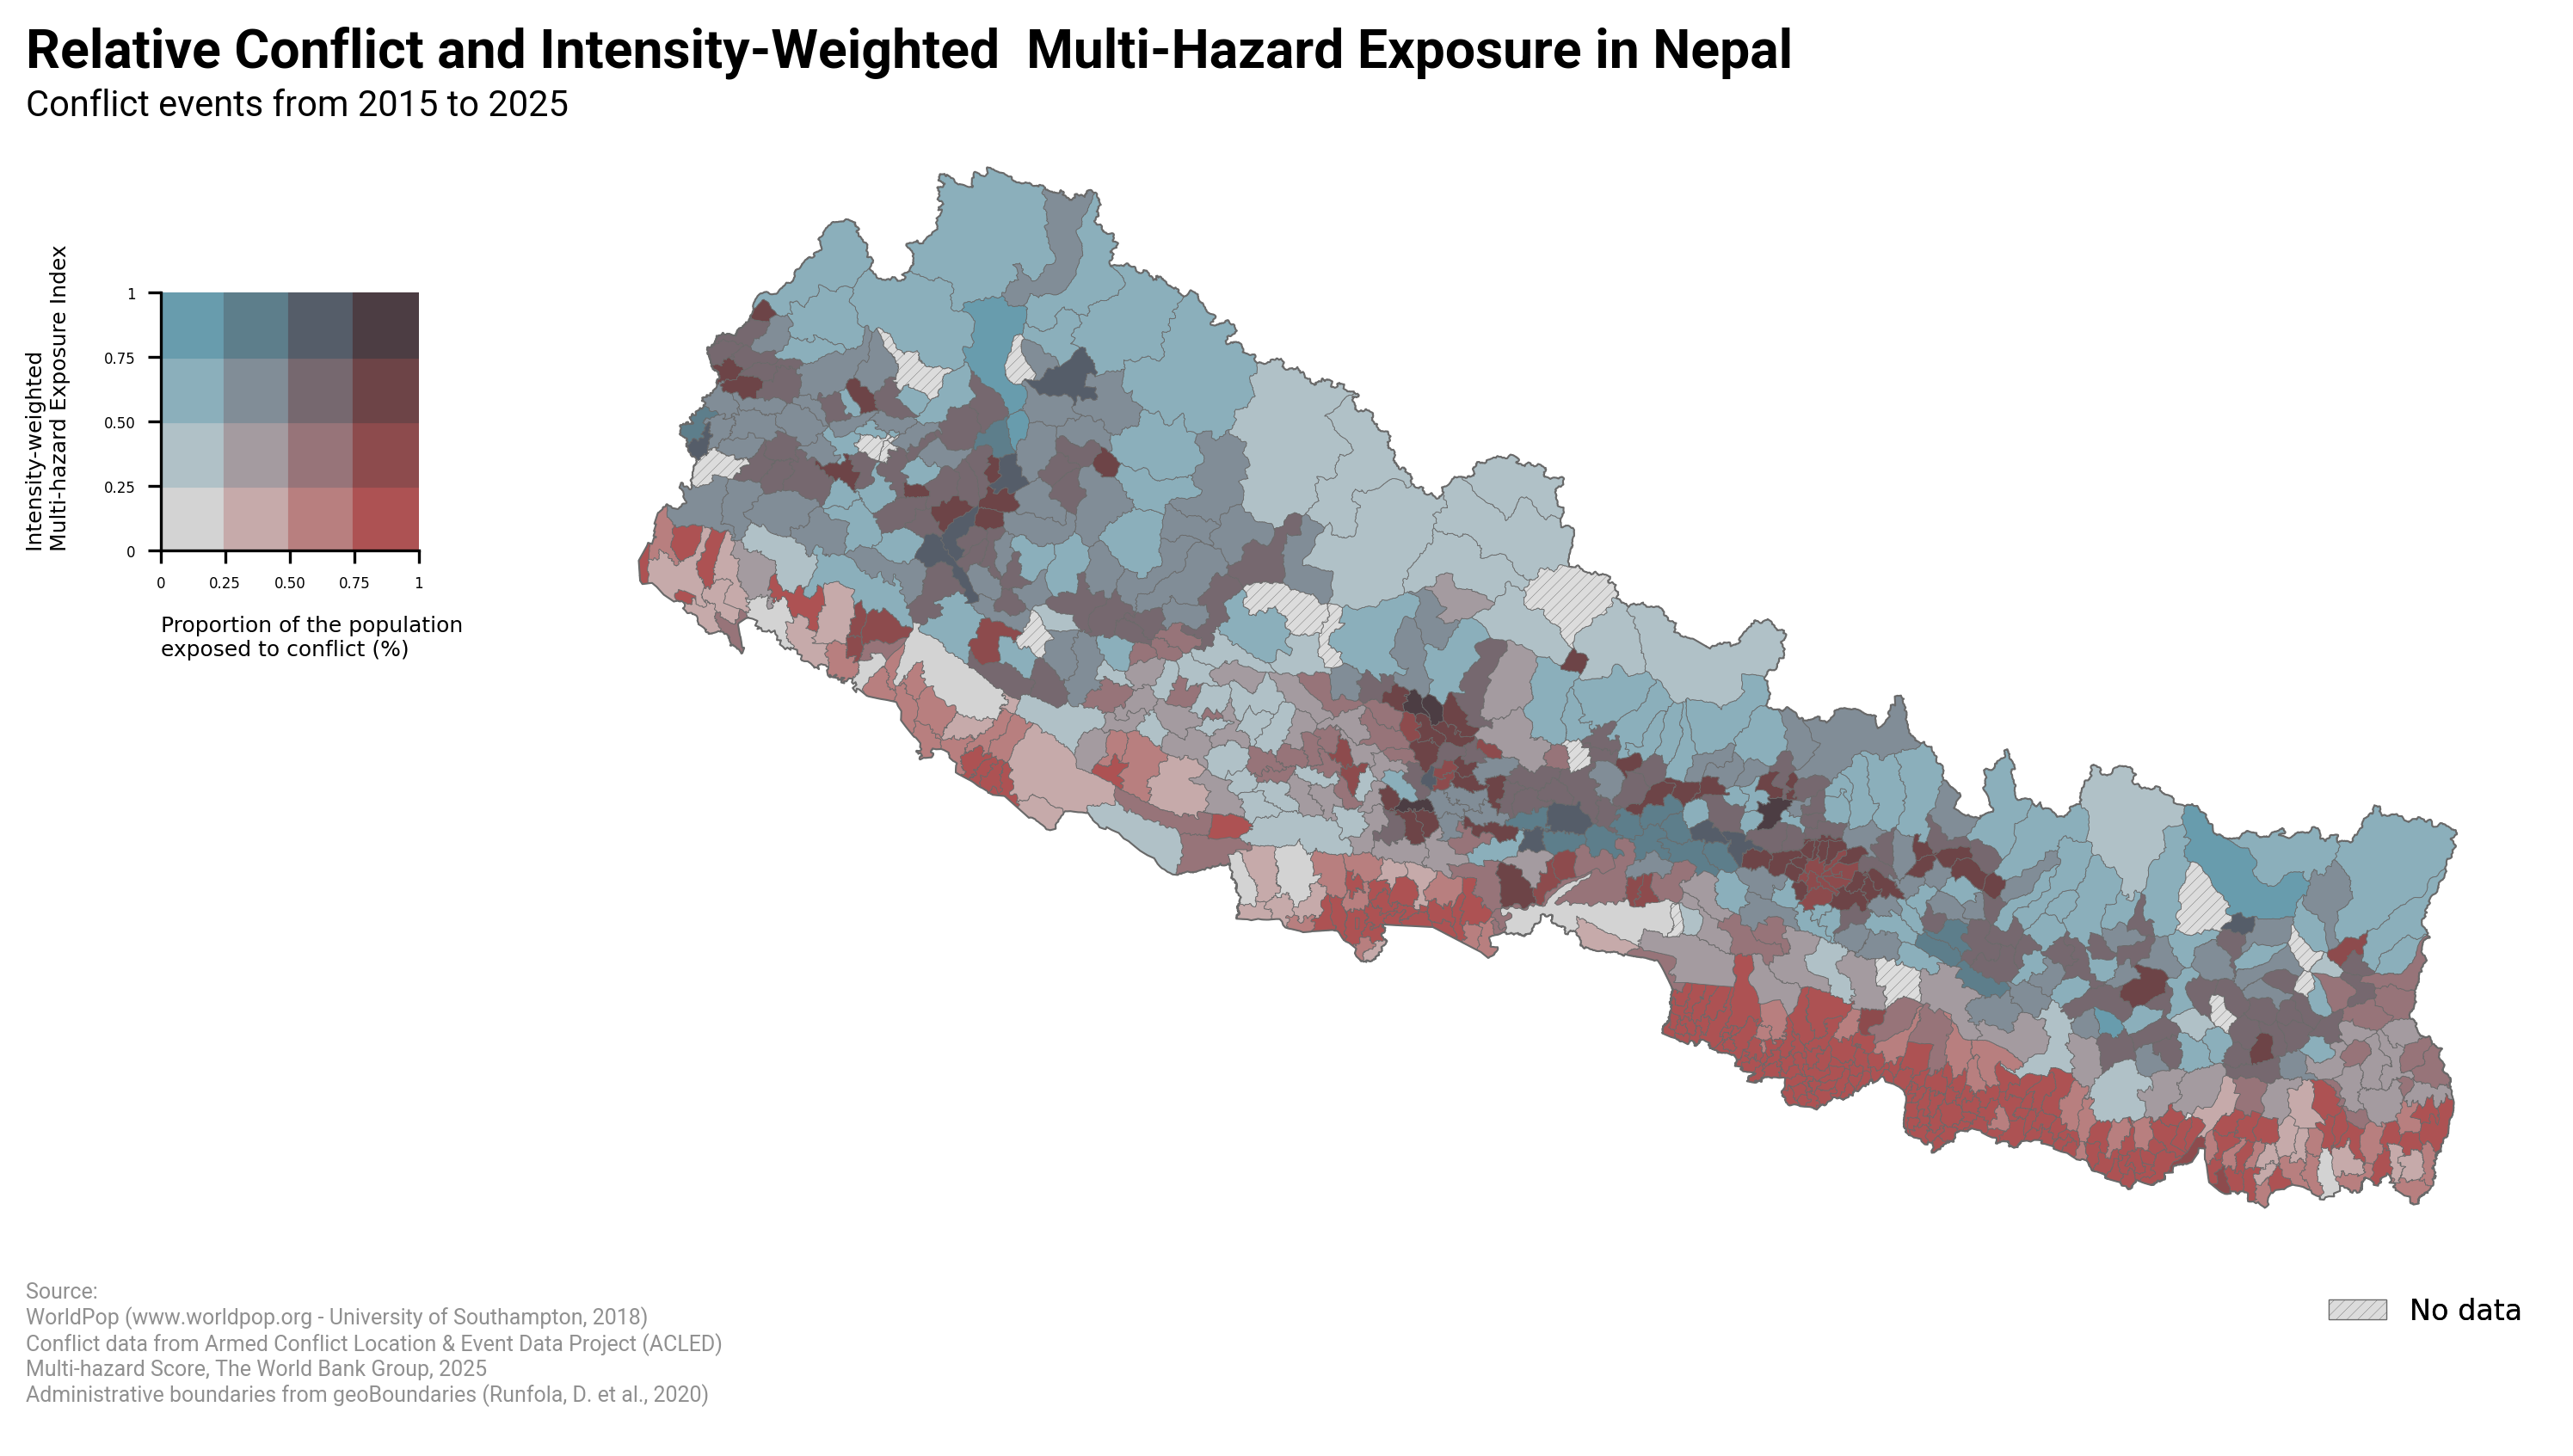 Relative Conflict and Intensity-Weighted  Multi-Hazard Exposure in Nepal
Conflict events from 2015 to 2025
Intensity-weighted
Multi-hazard Exposure Index
1
0.75
0.50
0.25
0
0 0.25 0.50 0.75 1
Proportion of the population
exposed to conflict (%)
Source:
WorldPop (www.worldpop.org - University of Southampton, 2018)
Conflict data from Armed Conflict Location & Event Data Project (ACLED)
Multi-hazard Score, The World Bank Group, 2025
Administrative boundaries from geoBoundaries (Runfola, D. et al., 2020)
No data